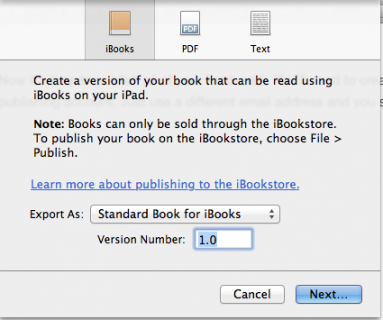 iBooks PDF Text
Create a version of your book that can be read using
iBooks on your iPad.
Note: Books can only be sold through the iBookstore.
To publish your book on the iBookstore, choose File >
Publish.
Learn more about publishing to the iBookstore.
Export As: Standard Book for iBooks
Version Number: 1.0
Cancel Next...